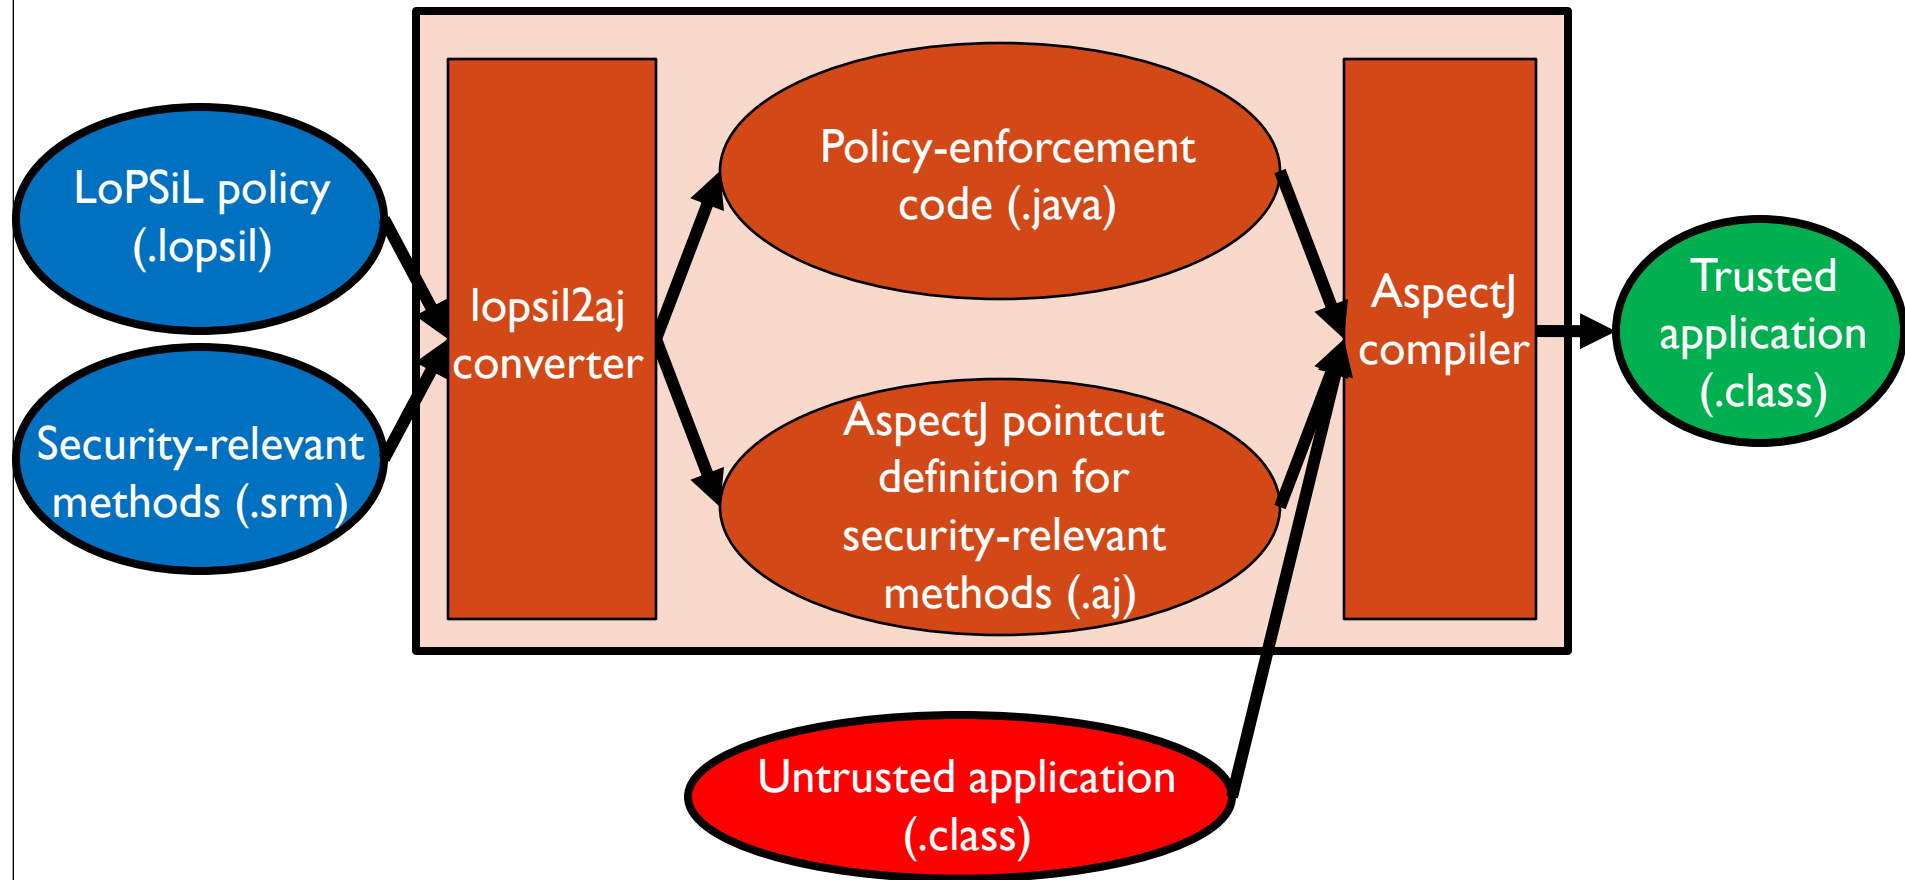 LoPSiL policy
(.lopsil)
Security-relevant
methods (.srm)
lopsil2aj
converter
Policy-enforcement
code (.java)
AspectJ pointcut
definition for
security-relevant
methods (.aj)
AspectJ
compiler
Trusted
application
(.class)
Untrusted application
(.class)